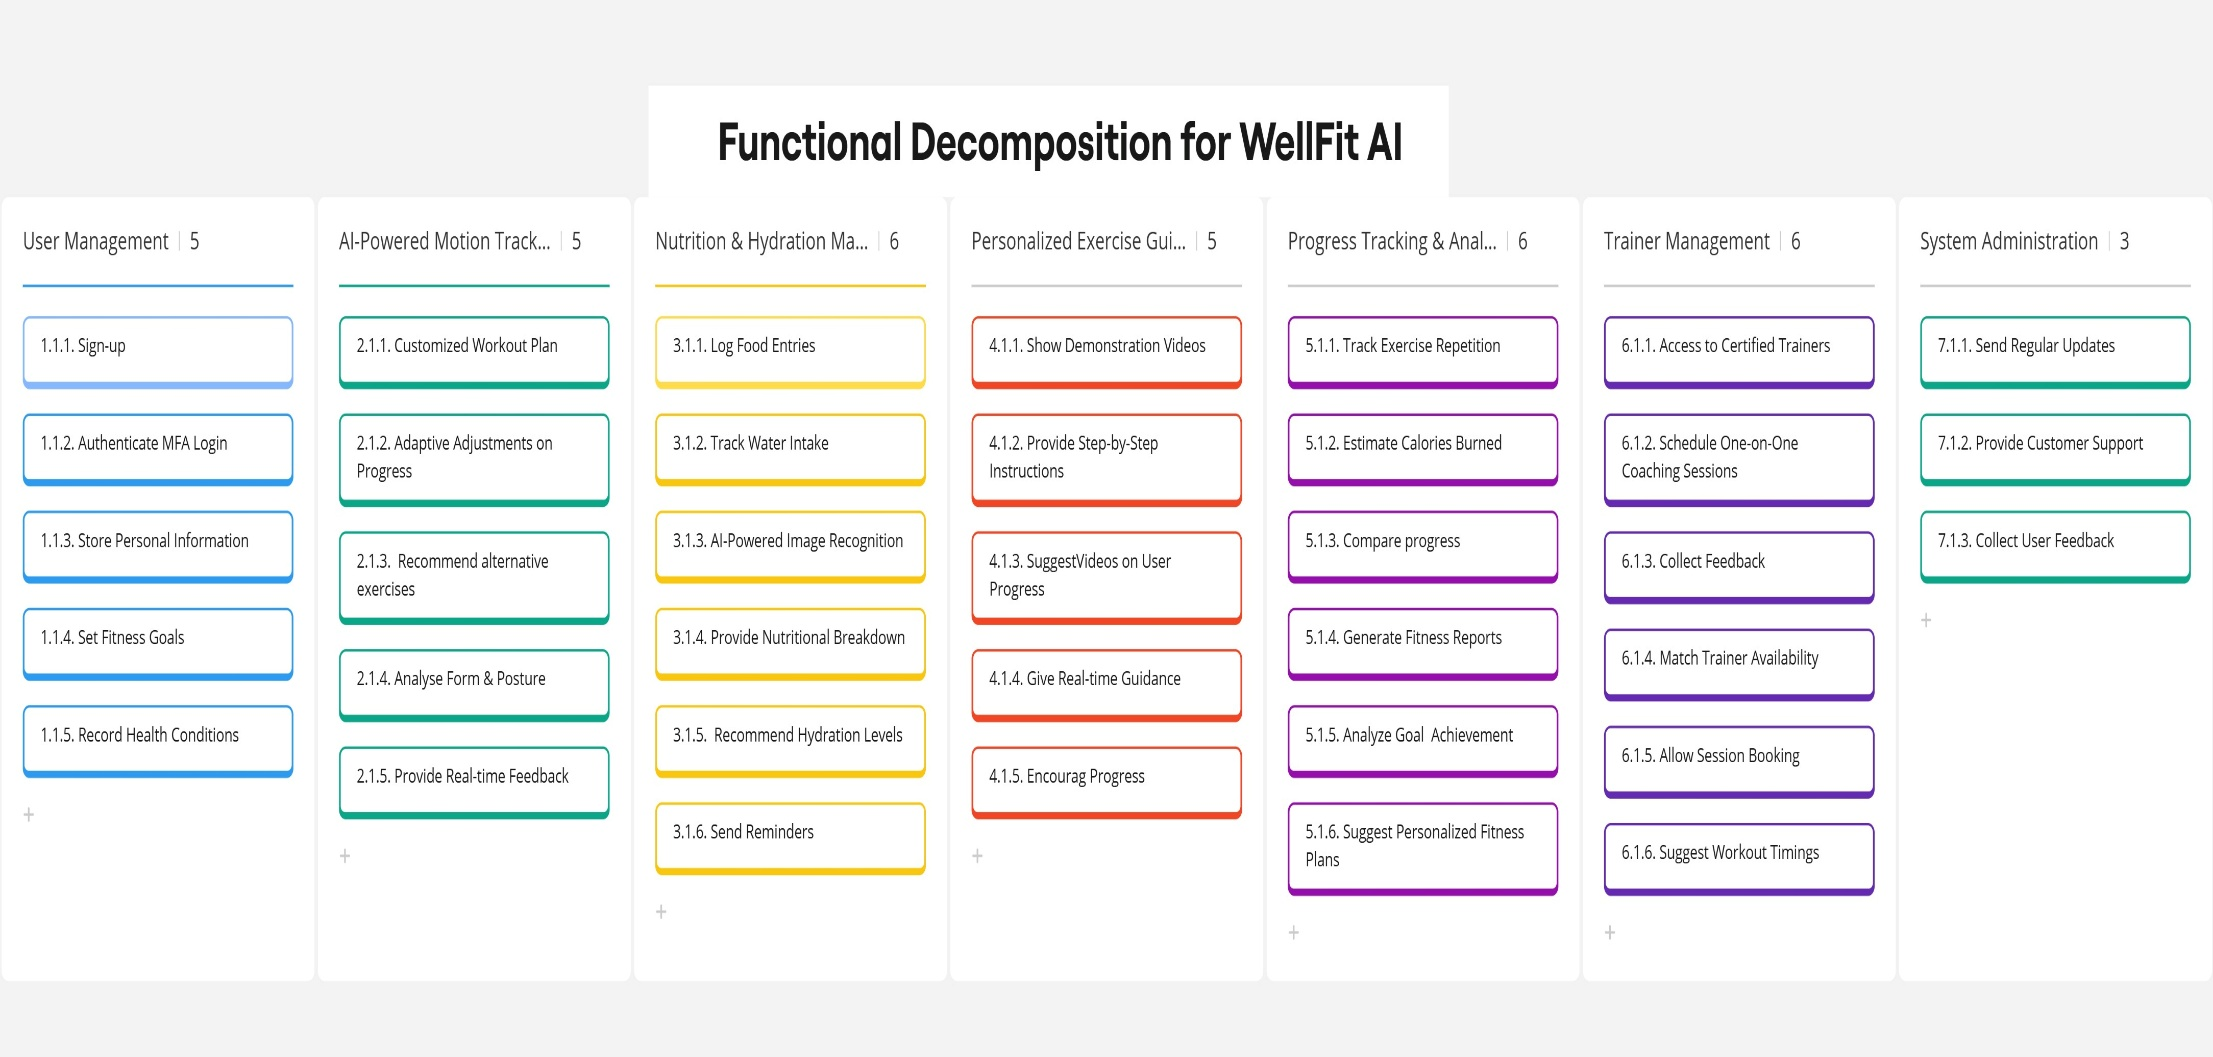 Functional Decomposition for WellFit AI
User Management | 5
1.1.1. Sign-up
1.1.2. Authenticate MFA Login
1.1.3. Store Personal Information
1.1.4. Set Fitness Goals
1.1.5. Record Health Conditions
+
AI-Powered Motion Track... | 5
2.1.1. Customized Workout Plan
2.1.2. Adaptive Adjustments on
Progress
2.1.3.  Recommend alternative
exercises
2.1.4. Analyse Form & Posture
2.1.5. Provide Real-time Feedback
+
Nutrition & Hydration Ma... | 6
3.1.1. Log Food Entries
3.1.2. Track Water Intake
3.1.3. AI-Powered Image Recognition
3.1.4. Provide Nutritional Breakdown
3.1.5.  Recommend Hydration Levels
3.1.6. Send Reminders
+
Personalized Exercise Gui... | 5
4.1.1. Show Demonstration Videos
4.1.2. Provide Step-by-Step
Instructions
4.1.3. SuggestVideos on User
Progress
4.1.4. Give Real-time Guidance
4.1.5. Encourag Progress
+
Progress Tracking & Anal... | 6
5.1.1. Track Exercise Repetition
5.1.2. Estimate Calories Burned
5.1.3. Compare progress
5.1.4. Generate Fitness Reports
5.1.5. Analyze Goal  Achievement
5.1.6. Suggest Personalized Fitness
Plans
+
Trainer Management | 6
6.1.1. Access to Certified Trainers
6.1.2. Schedule One-on-One
Coaching Sessions
6.1.3. Collect Feedback
6.1.4. Match Trainer Availability
6.1.5. Allow Session Booking
6.1.6. Suggest Workout Timings
+
System Administration | 3
7.1.1. Send Regular Updates
7.1.2. Provide Customer Support
7.1.3. Collect User Feedback
+